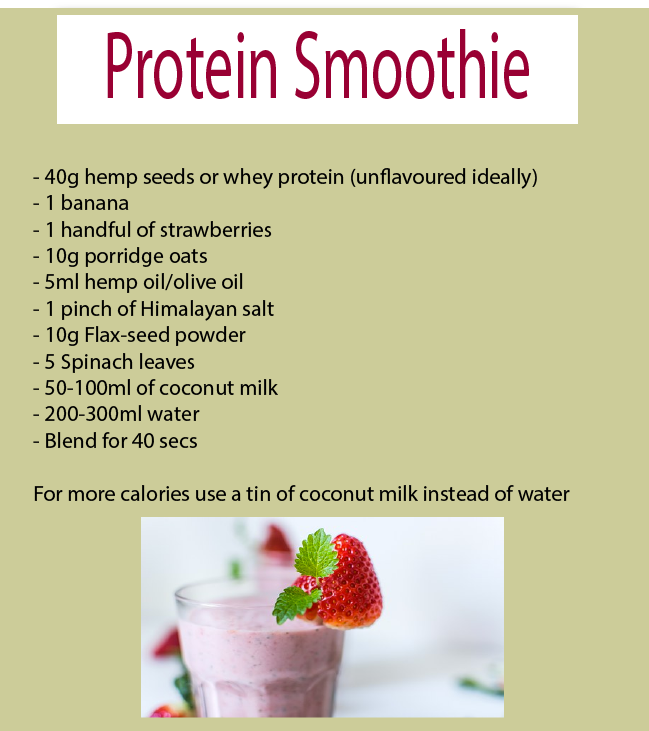 Protein Smoothie
- 40g hemp seeds or whey protein (unflavoured ideally)
- 1 banana
- 1 handful of strawberries
- 10g porridge oats
- 5ml hemp oil/olive oil
- 1 pinch of Himalayan salt
- 10g Flax-seed powder
- 5 Spinach leaves
- 50-100ml of coconut milk
- 200-300ml water
- Blend for 40 secs
For more calories use a tin of coconut milk instead of water